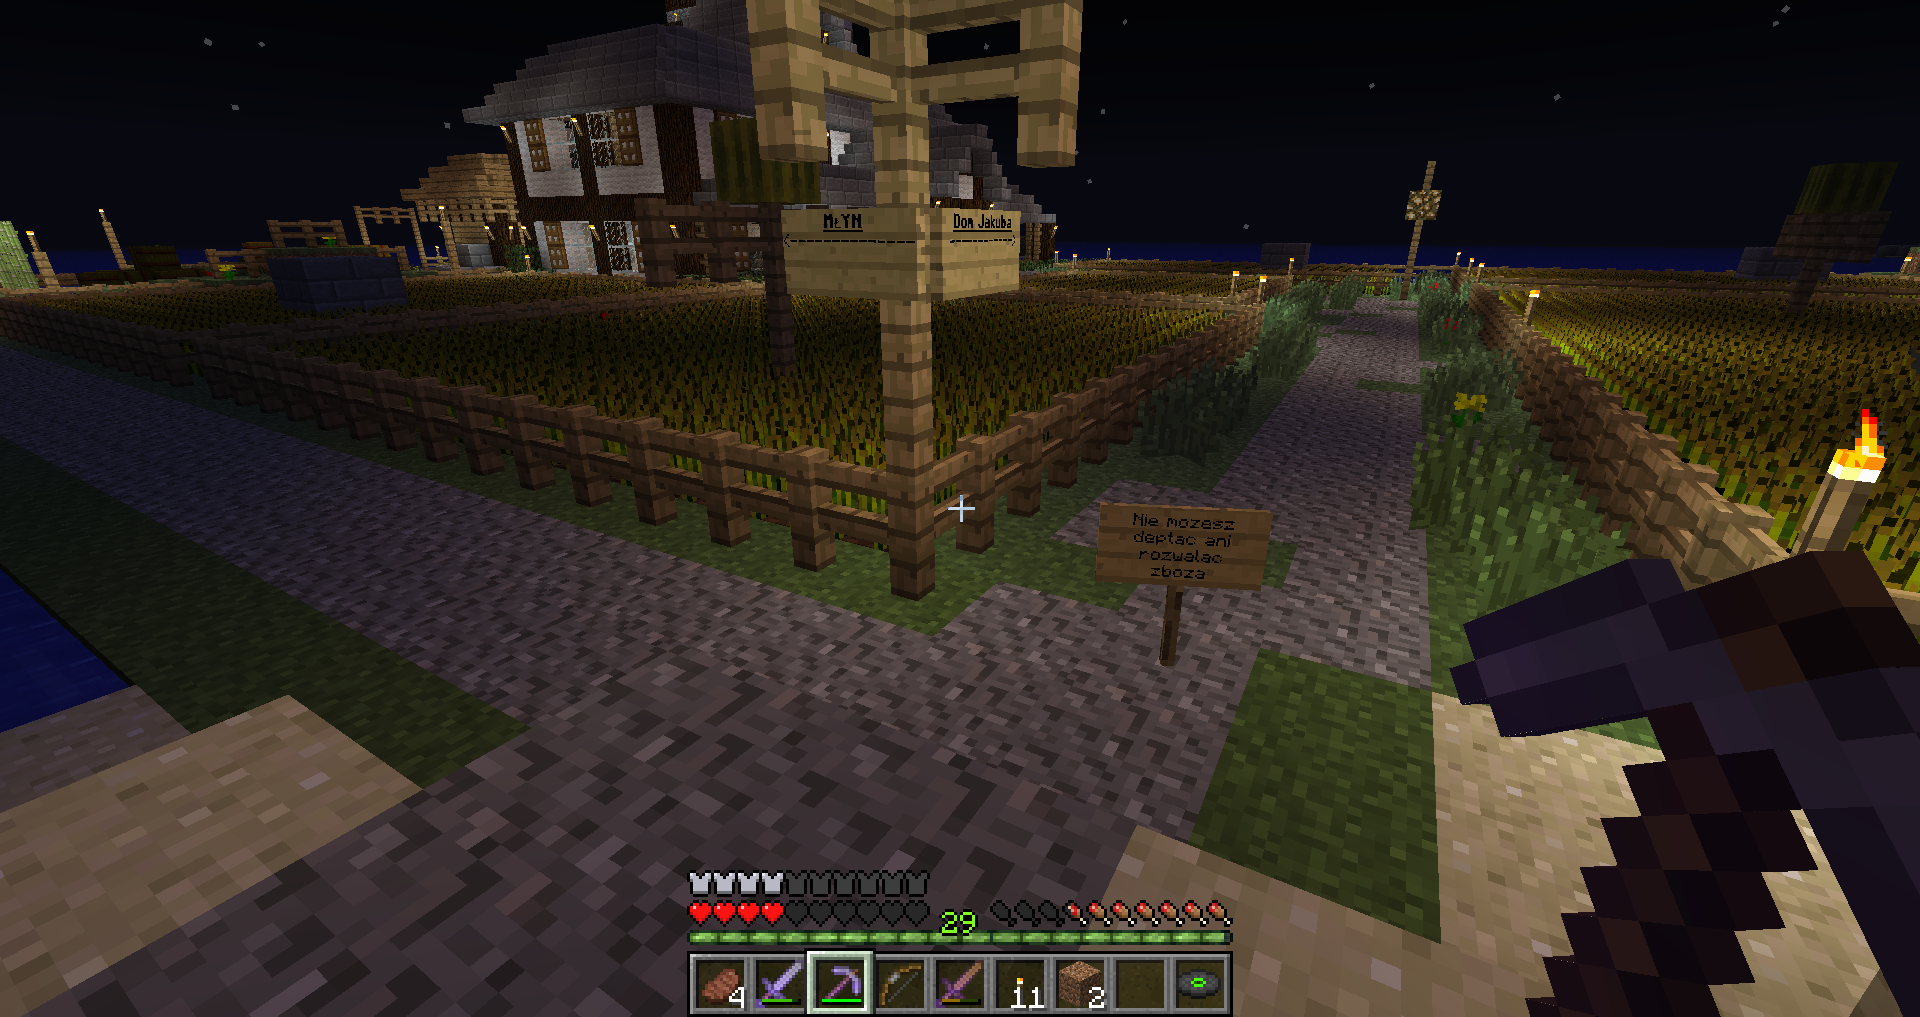 MŁYN
<---------------
Dom Jakuba
--------->
Nie mozesz
deptac ani
rozwalac
zboza
29
4
11
2